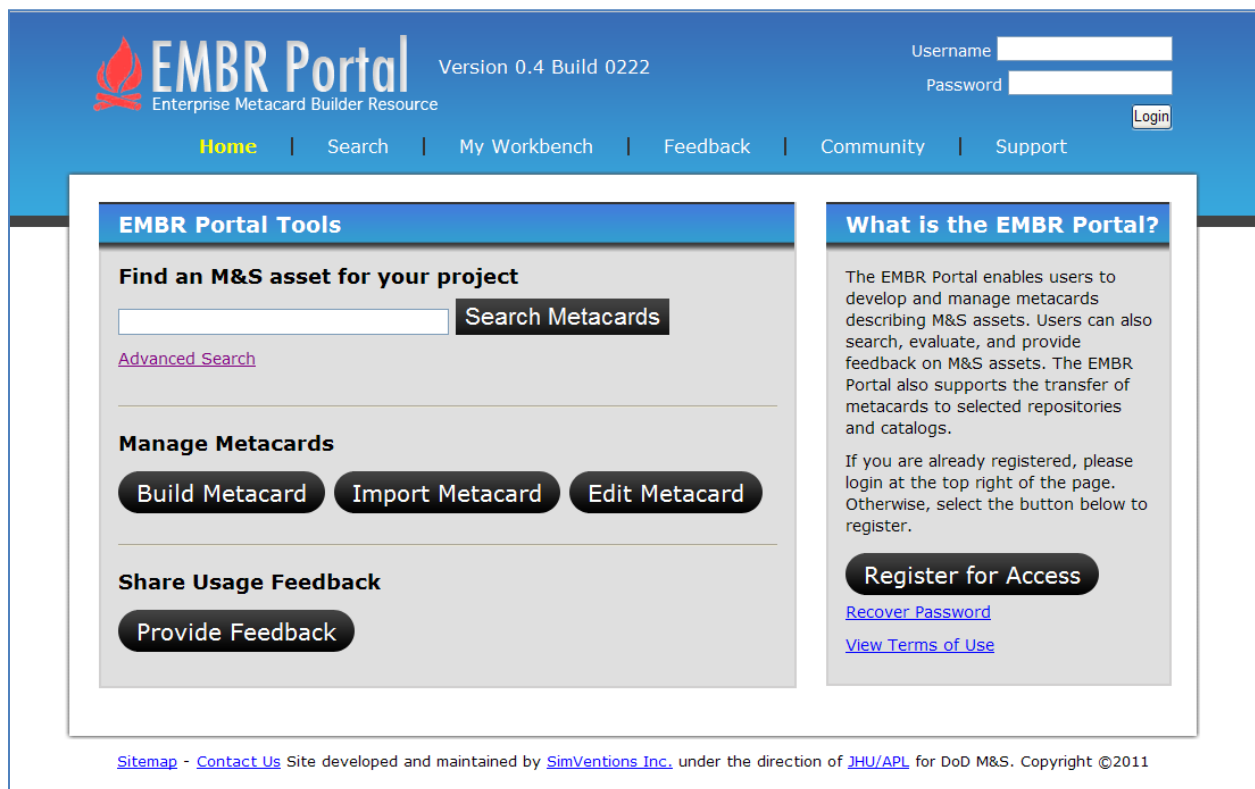 EMBR Portal
Enterprise Metacard Builder Resource
Version 0.4 Build 0222
Username
Password
Login
Home | Search | My Workbench | Feedback | Community | Support
EMBR Portal Tools
Find an M&S asset for your project
Search Metacards
Advanced Search
Manage Metacards
Build Metacard Import Metacard Edit Metacard
Share Usage Feedback
Provide Feedback
What is the EMBR Portal?
The EMBR Portal enables users to
develop and manage metacards
describing M&S assets. Users can also
search, evaluate, and provide
feedback on M&S assets. The EMBR
Portal also supports the transfer of
metacards to selected repositories
and catalogs.
If you are already registered, please
login at the top right of the page.
Otherwise, select the button below to
register.
Register for Access
Recover Password
View Terms of Use
Sitemap - Contact Us Site developed and maintained by SimVentions Inc. under the direction of JHU/APL for DoD M&S. Copyright ©2011